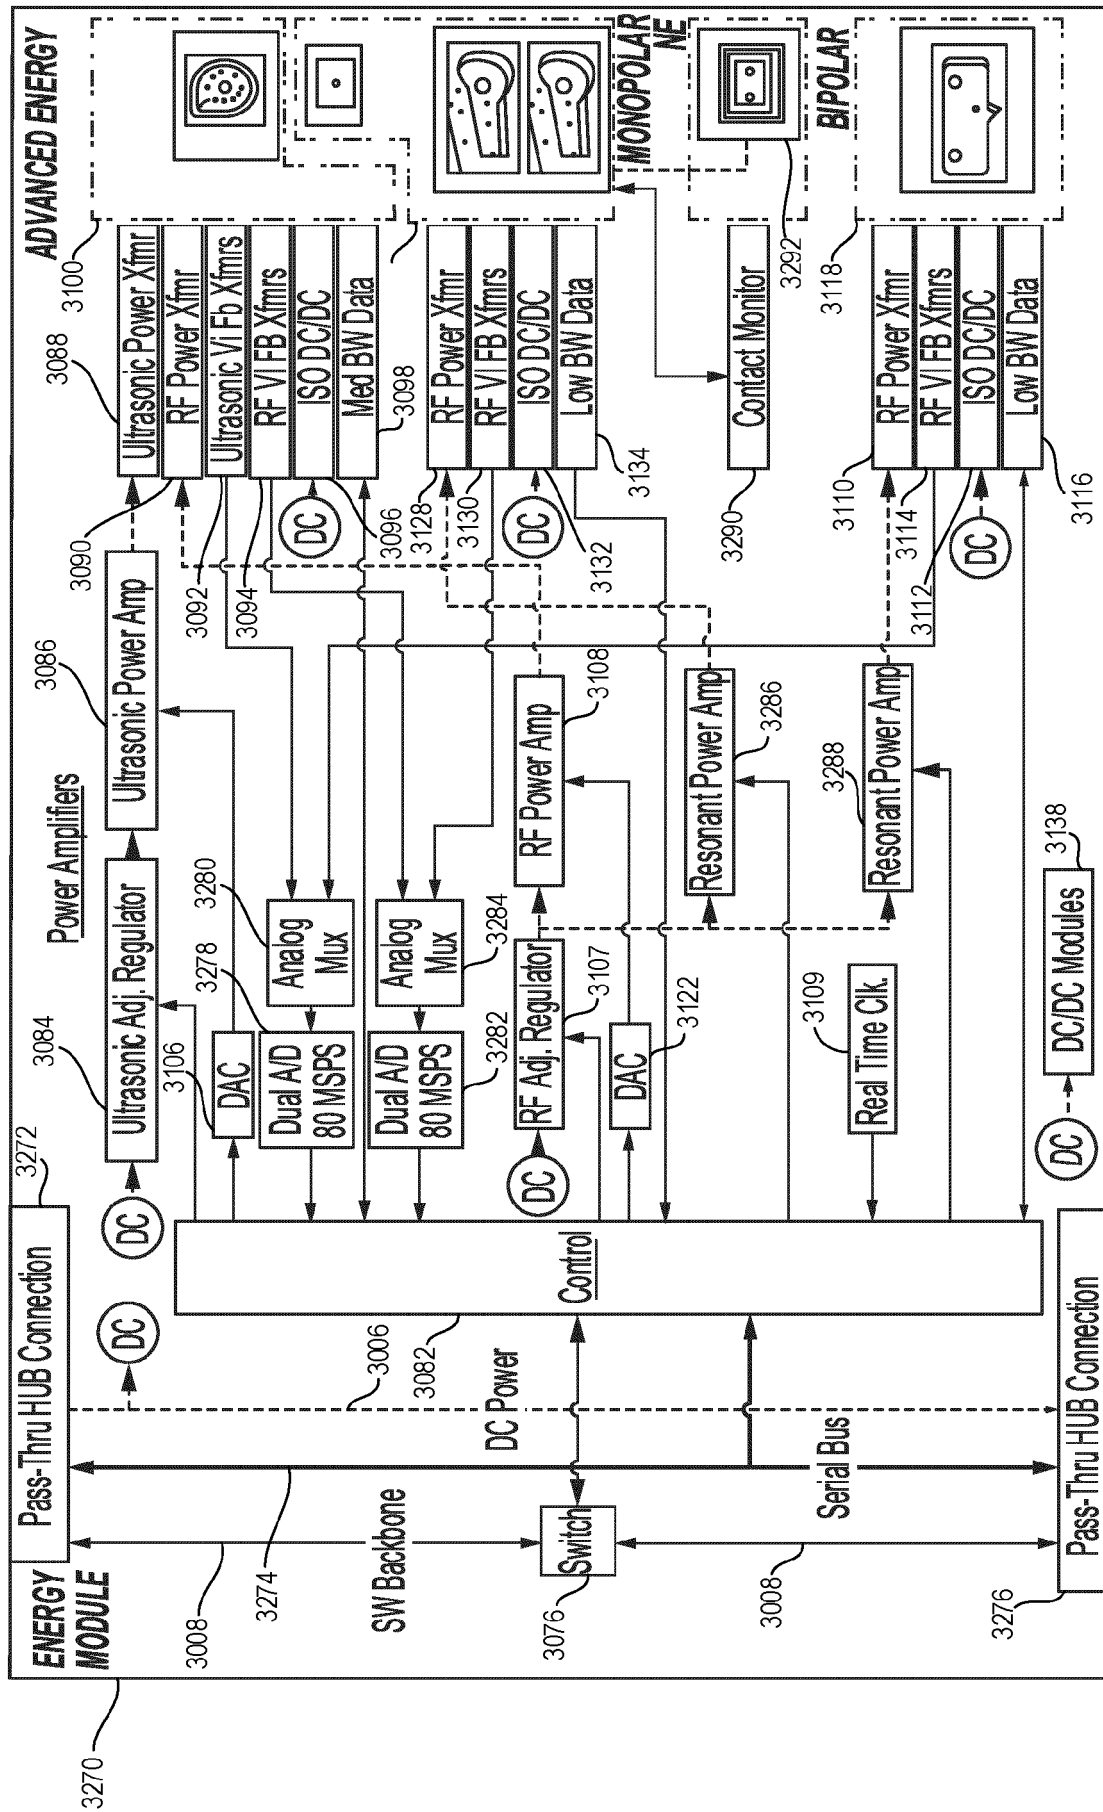 3270
ENERGY
MODULE
3272
Pass-Thru HUB Connection
3008
3274
SW Backbone
3076
Switch
3008
Serial Bus
DC Power
3006
3082
Control
3276
Pass-Thru HUB Connection
DC
DC
3084
Ultrasonic Adj. Regulator
Power Amplifiers
3086
Ultrasonic Power Amp
3106
DAC
3278
Dual A/D
80 MSPS
3280
Analog
Mux
Dual A/D
80 MSPS
3282
Analog
Mux
3284
DC
RF Adj. Regulator
3107
RF Power Amp
3108
DAC
3122
Resonant Power Amp
3286
3109
Real Time Clk.
3288
Resonant Power Amp
DC
DC/DC Modules
3138
ADVANCED ENERGY
3100
3088
Ultrasonic Power Xfmr
3090
RF Power Xfmr
3092
Ultrasonic VI Fb Xfmrs
3094
RF VI FB Xfmrs
DC
ISO DC/DC
3096
Med BW Data
3098
3128
RF Power Xfmr
3130
RF VI FB Xfmrs
DC
ISO DC/DC
3132
Low BW Data
3134
MONOPOLAR
NE
3290
Contact Monitor
3292
BIPOLAR
3118
3110
RF Power Xfmr
3114
RF VI FB Xfmrs
3112
DC
ISO DC/DC
Low BW Data
3116